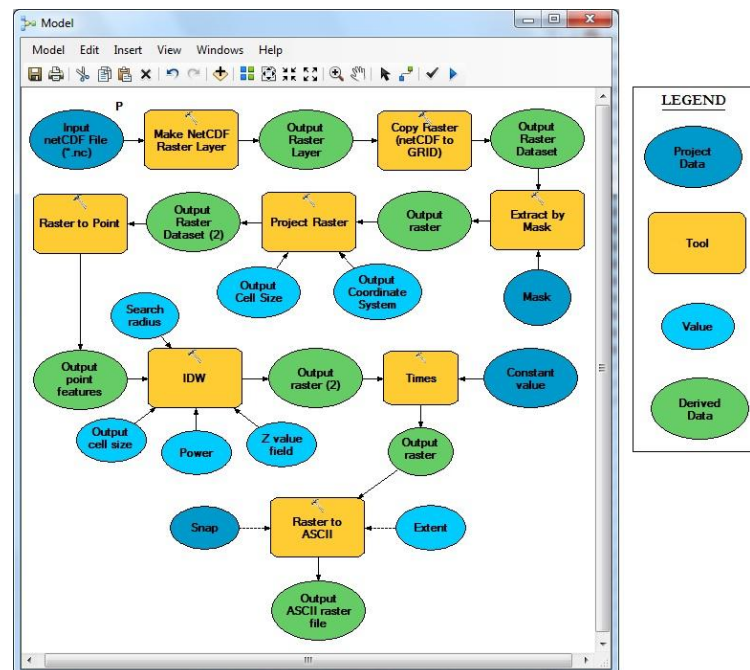 Model
Model Edit Insert View Windows Help
P
Input
netCDF File
(*.nc)
Make NetCDF
Raster Layer
Output
Raster
Layer
Copy Raster
(netCDF to
GRID)
Output
Raster
Dataset
Raster to Point
Output
Raster
Dataset (2)
Project Raster
Output
raster
Extract by
Mask
Output
Cell Size
Output
Coordinate
System
Mask
Search
radius
Output
point
features
IDW
Output
raster (2)
Times
Constant
value
Output
cell size
Power
Z value
field
Output
raster
Snap
Raster to
ASCII
Extent
Output
ASCII raster
file
LEGEND
Project
Data
Tool
Value
Derived
Data